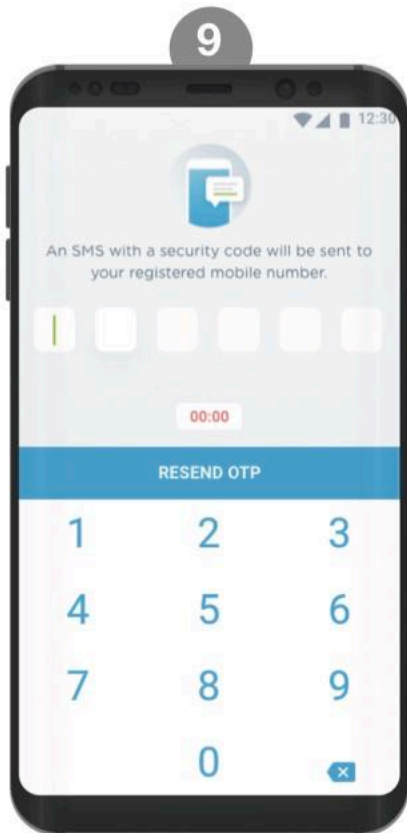 9
12:30
An SMS with a security code will be sent to
your registered mobile number.
00:00
RESEND OTP
1 2 3
4 5 6
7 8 9
0